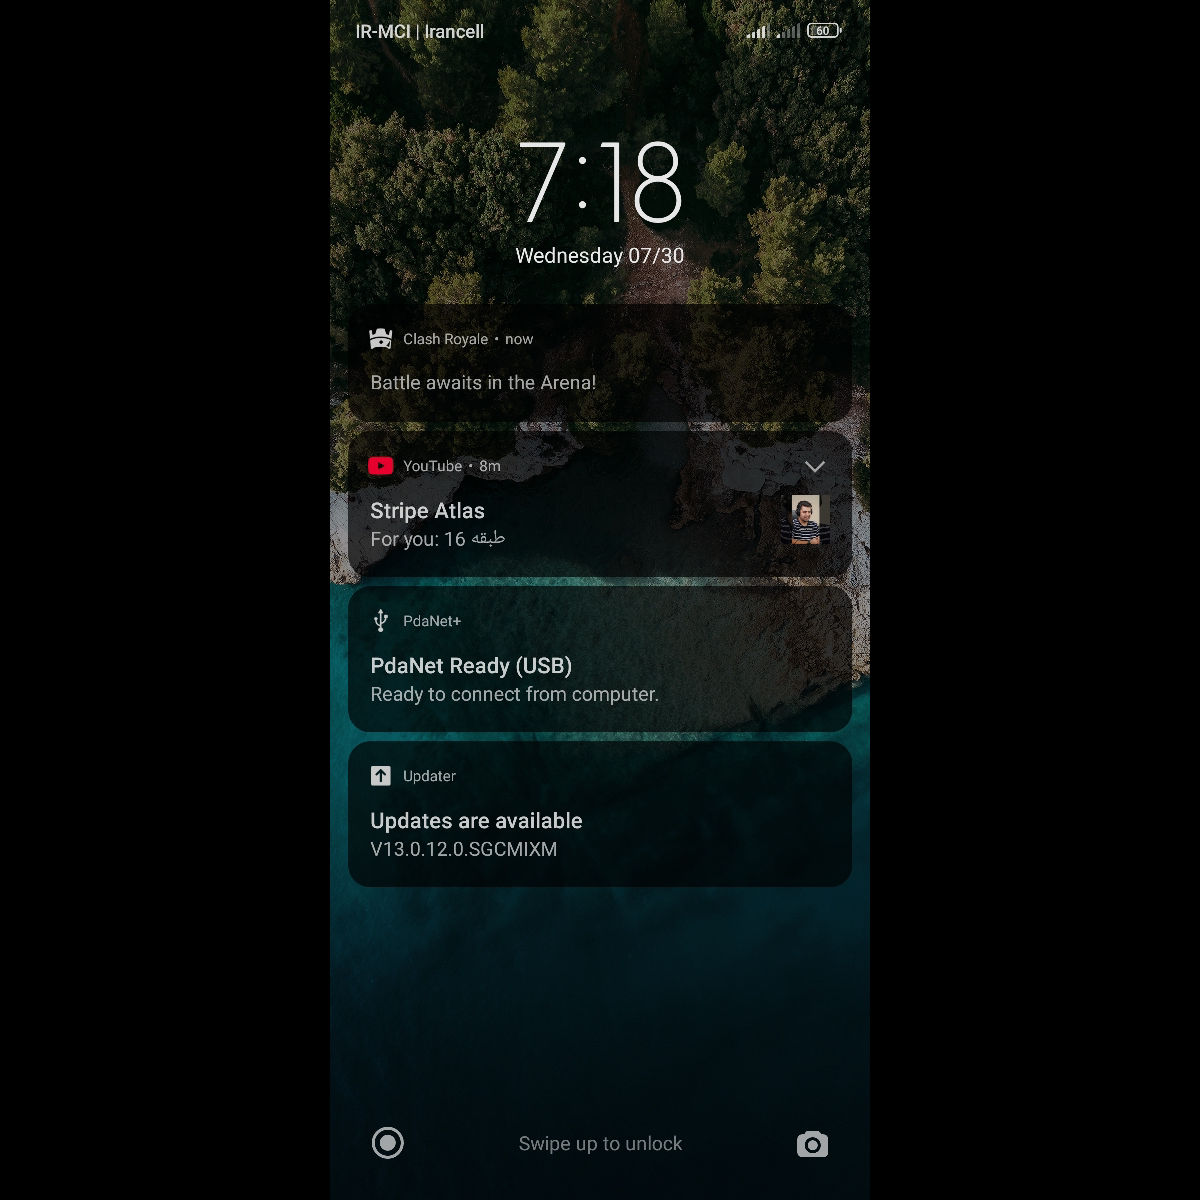 IR-MCI | Irancell
60
7:18
Wednesday 07/30
Clash Royale • now
Battle awaits in the Arena!
YouTube • 8m
Stripe Atlas
For you: 16 طبقه
PdaNet+
PdaNet Ready (USB)
Ready to connect from computer.
Updater
Updates are available
V13.0.12.0.SGCMIXM
Swipe up to unlock